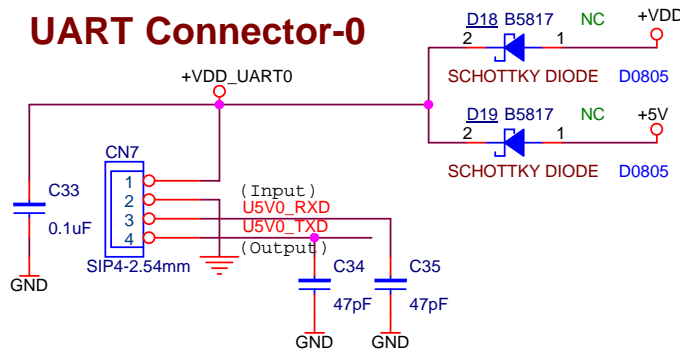 UART Connector-0
D18 B5817 NC +VDD
2 1
SCHOTTKY DIODE D0805
+VDD_UART0
D19 B5817 NC +5V
2 1
SCHOTTKY DIODE D0805
CN7
C33
0.1uF
GND
1
2
3
4
SIP4-2.54mm
(Input)
U5V0_RXD
U5V0_TXD
(Output)
C34
47pF
GND
C35
47pF
GND